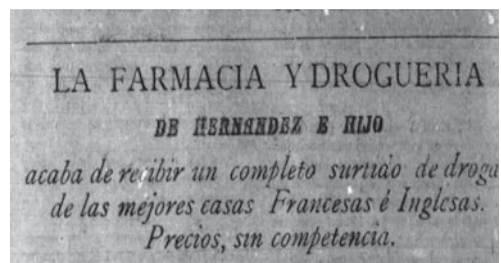 LA FARMACIA Y DROGUERIA
DE HERNANDEZ E HIJO
acaba de recibir un completo surtido de droga
de las mejores casas Francesas é Inglesas.
Precios, sin competencia.